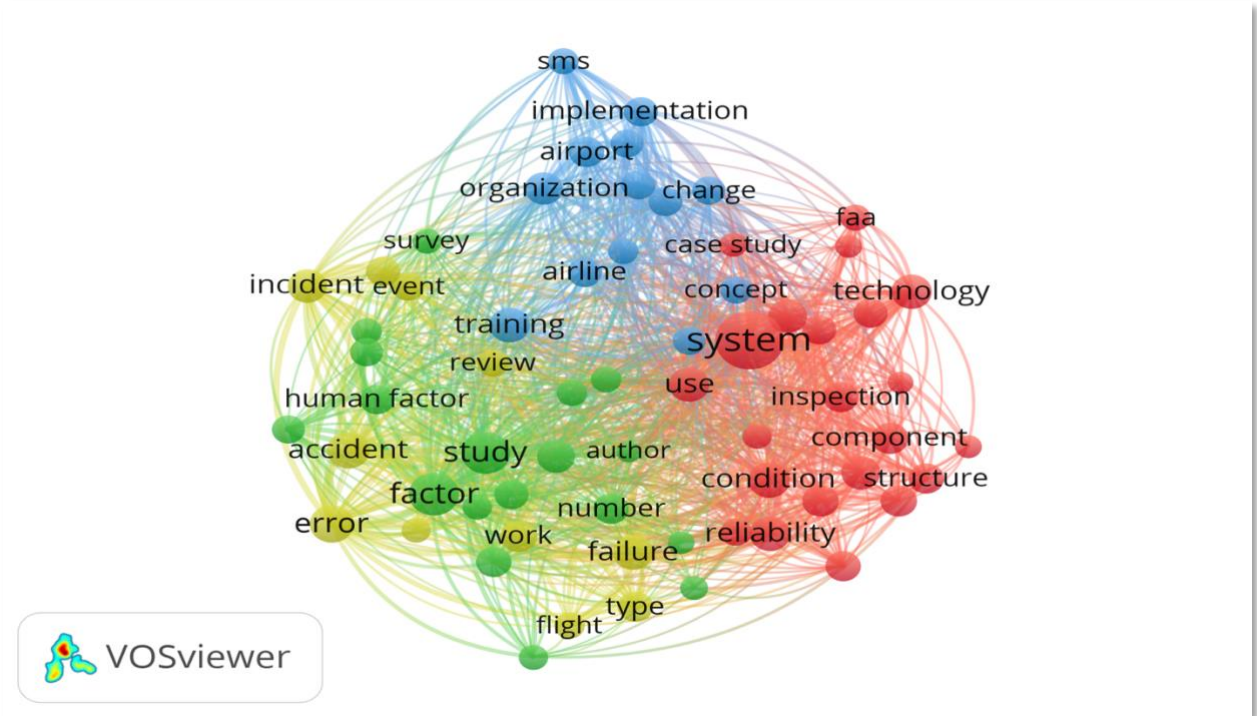 sms
implementation
airport
organization
change
faa
survey
case study
airline
incident
event
concept
technology
training
system
review
use
human factor
inspection
component
accident
study
author
condition
structure
factor
number
error
work
failure
reliability
type
flight
VOSviewer